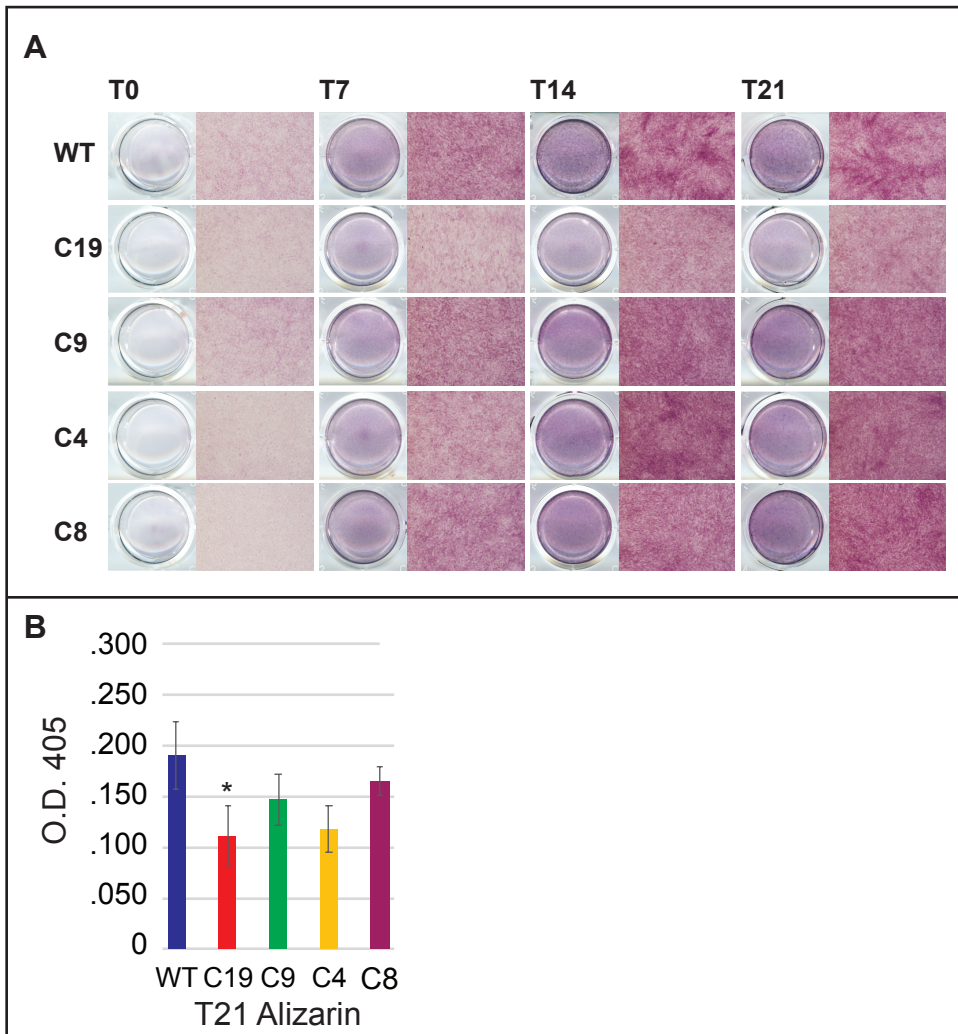 A
T0 T7 T14 T21
WT
C19
C9
C4
C8
B
.300
.250
.200
.150
.100
.050
0
O.D. 405
*
WT C19 C9 C4 C8
T21 Alizarin